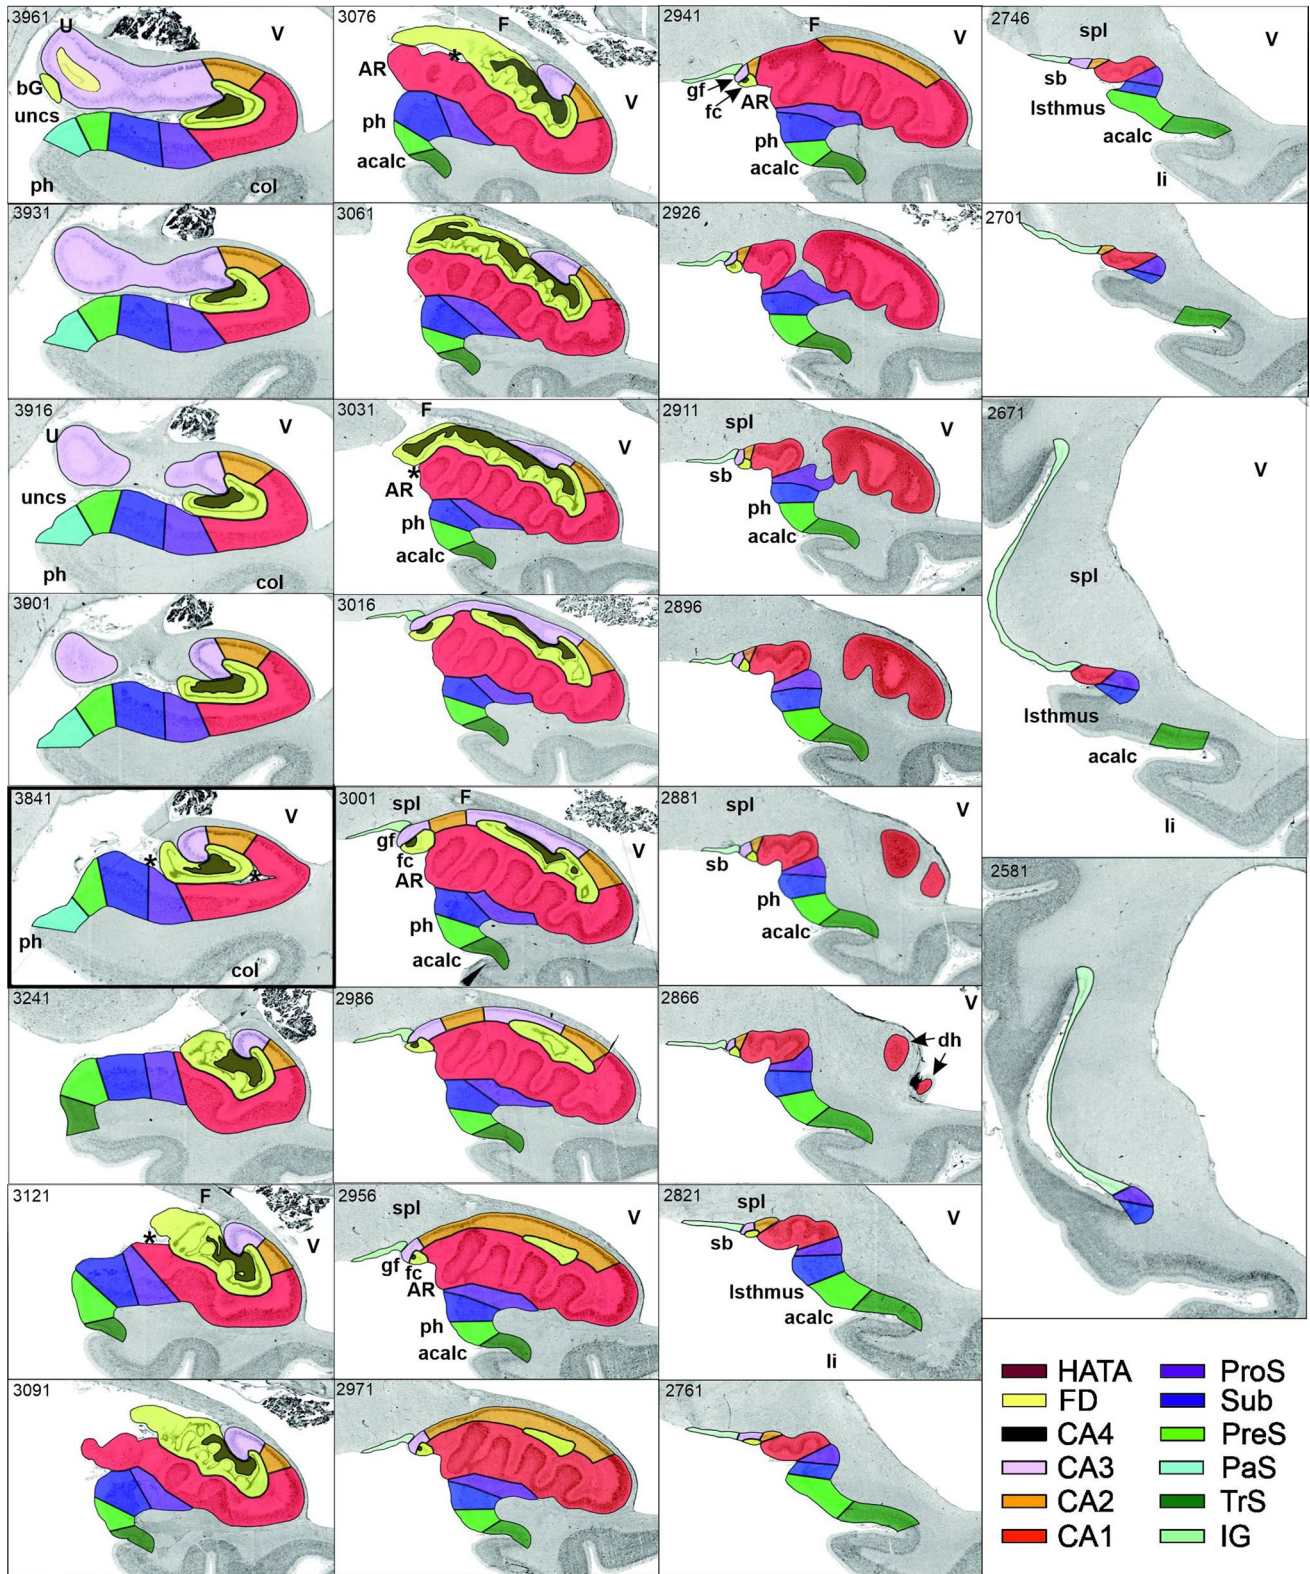 3961
U
V
bG
uncs
ph
col
3931
3916
U
V
uncs
ph
col
3901
3841
V
*
*
ph
col
3241
3121
F
V
*
3091
3076
F
*
AR
V
ph
acalc
3061
3031
F
V
*
AR
ph
acalc
3016
3001
spl
F
V
gf
fc
AR
ph
acalc
2986
2956
spl
V
gf
fc
AR
ph
acalc
2971
2941
F
V
gf
fc
AR
ph
acalc
2926
2911
spl
V
sb
ph
acalc
2896
2881
spl
V
sb
ph
acalc
2866
V
dh
2821
spl
V
sb
Isthmus
acalc
li
2761
2746
spl
V
sb
Isthmus
acalc
li
2701
2671
V
spl
Isthmus
acalc
li
2581
HATA ProS
FD Sub
CA4 PreS
CA3 PaS
CA2 TrS
CA1 IG